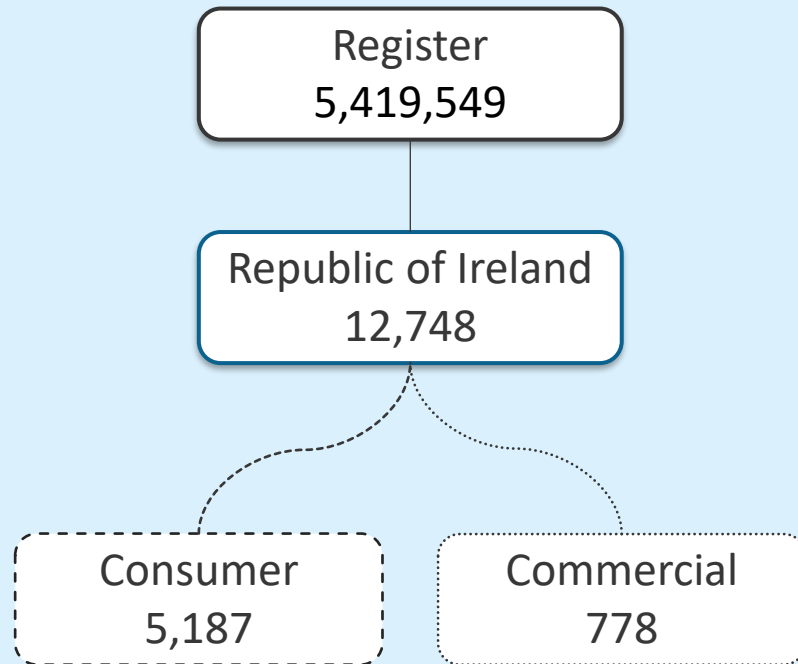 Register
5,419,549
Republic of Ireland
12,748
Consumer
5,187
Commercial
778